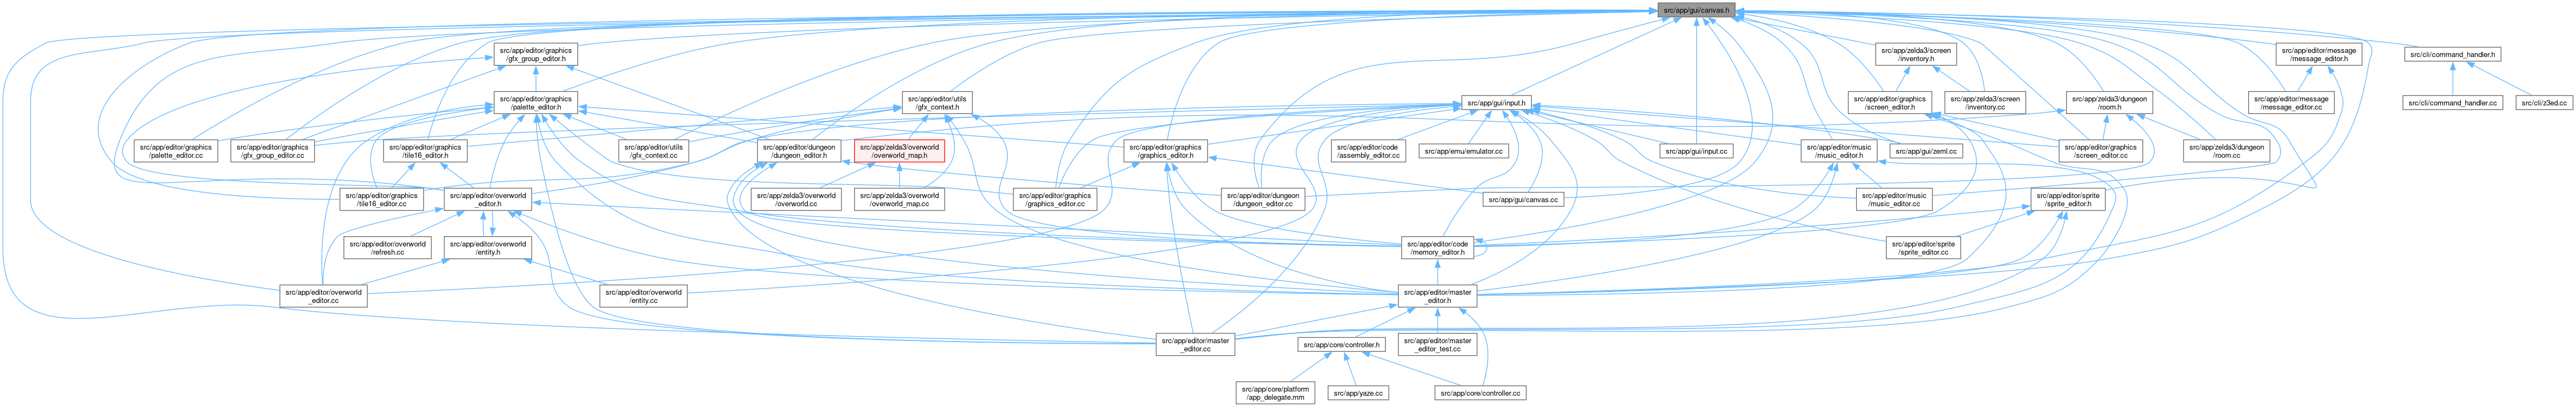 src/app/gui/canvas.h
src/app/editor/graphics
/gfx_group_editor.h
src/app/zelda3/screen
/inventory.h
src/app/editor/message
/message_editor.h
src/cli/command_handler.h
src/app/editor/graphics
/palette_editor.h
src/app/editor/utils
/gfx_context.h
src/app/gui/input.h
src/app/editor/graphics
/screen_editor.h
src/app/zelda3/screen
/inventory.cc
src/app/zelda3/dungeon
/room.h
src/app/editor/message
/message_editor.cc
src/cli/command_handler.cc
src/cli/z3ed.cc
src/app/editor/graphics
/palette_editor.cc
src/app/editor/graphics
/gfx_group_editor.cc
src/app/editor/graphics
/tile16_editor.h
src/app/editor/utils
/gfx_context.cc
src/app/editor/dungeon
/dungeon_editor.h
src/app/zelda3/overworld
/overworld_map.h
src/app/editor/graphics
/graphics_editor.h
src/app/editor/code
/assembly_editor.cc
src/app/emu/emulator.cc
src/app/gui/input.cc
src/app/editor/music
/music_editor.h
src/app/gui/zeml.cc
src/app/editor/graphics
/screen_editor.cc
src/app/zelda3/dungeon
/room.cc
src/app/editor/graphics
/tile16_editor.cc
src/app/editor/overworld
_editor.h
src/app/zelda3/overworld
/overworld.cc
src/app/zelda3/overworld
/overworld_map.cc
src/app/editor/graphics
/graphics_editor.cc
src/app/editor/dungeon
/dungeon_editor.cc
src/app/gui/canvas.cc
src/app/editor/music
/music_editor.cc
src/app/editor/sprite
/sprite_editor.h
src/app/editor/overworld
/refresh.cc
src/app/editor/overworld
/entity.h
src/app/editor/code
/memory_editor.h
src/app/editor/sprite
/sprite_editor.cc
src/app/editor/overworld
_editor.cc
src/app/editor/overworld
/entity.cc
src/app/editor/master
_editor.h
src/app/editor/master
_editor.cc
src/app/core/controller.h
src/app/editor/master
_editor_test.cc
src/app/core/platform
/app_delegate.mm
src/app/yaze.cc
src/app/core/controller.cc